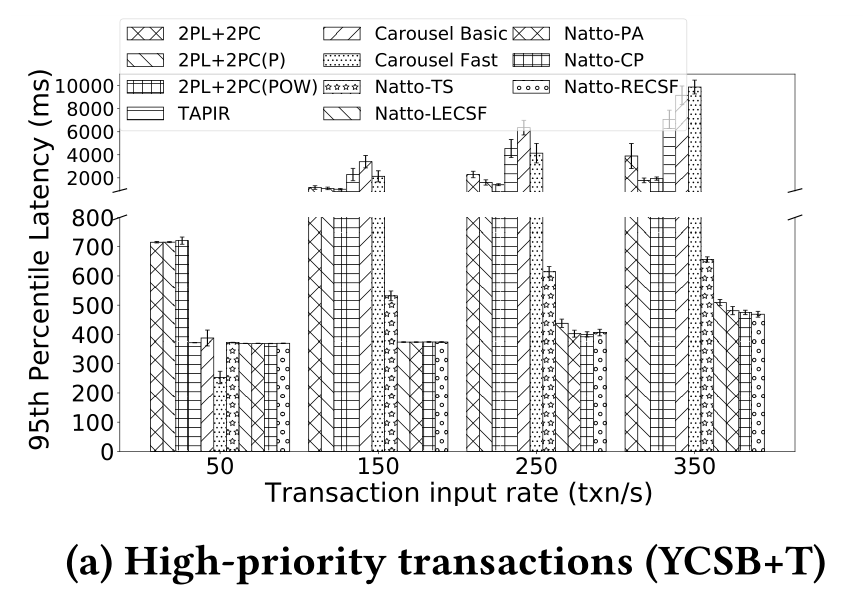 2PL+2PC Carousel Basic Natto-PA
2PL+2PC(P) Carousel Fast Natto-CP
2PL+2PC(POW) Natto-TS Natto-RECSF
TAPIR Natto-LECSF
95th Percentile Latency (ms)
10000
8000
6000
4000
2000
800
700
600
500
400
300
200
100
0
50 150 250 350
Transaction input rate (txn/s)
(a) High-priority transactions (YCSB+T)